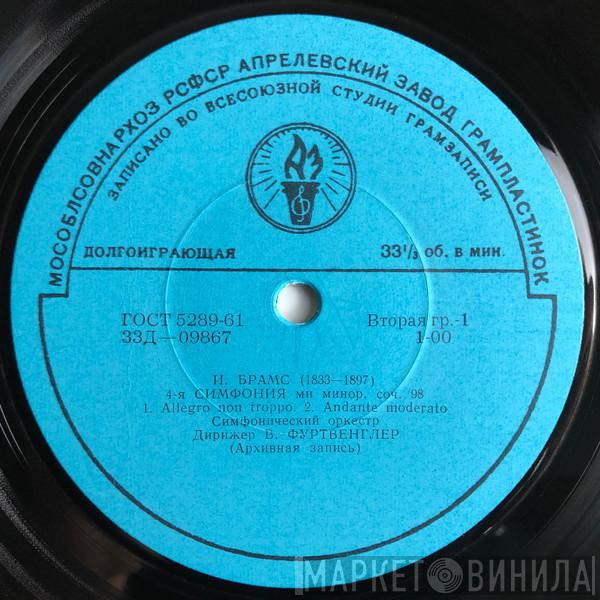 МОСОБЛСОВНАРХОЗ РСФСР АПРЕЛЕВСКИЙ ЗАВОД ГРАМПЛАСТИНОК
ЗАПИСАНО ВО ВСЕСОЮЗНОЙ СТУДИИ ГРАМЗАПИСИ
АЗ
ДОЛГОИГРАЮЩАЯ 33⅓ об. в мин.
ГОСТ 5289-61 Вторая гр.-1
33Д—09867 1-00
И. БРАМС (1833—1897)
4-я СИМФОНИЯ ми минор, соч. 98
1. Allegro non troppo. 2. Andante moderato
Симфонический оркестр
Дирижер В. ФУРТВЕНГЛЕР
(Архивная запись)
МАРКЕТ ВИНИЛА